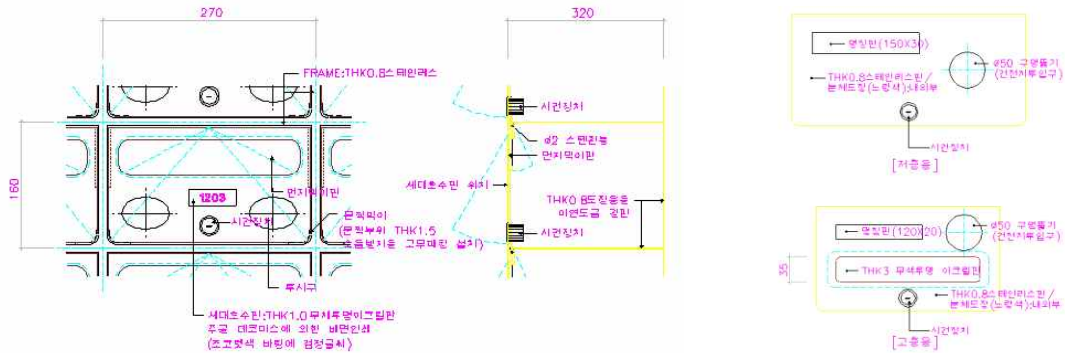 270
FRAME:THK0.8스테인레스
160
1203
먼지막이판
시건장치
문틀막이
(문틀부위 THK1.5
소음방지용 고무패킹 설치)
투시구
세대호수판:THK1.0무색투명아크릴판
주물 데코미스에 의한 배면인쇄
(초코렛색 바탕에 검정글씨)
320
시건장치
ø2 스텐환봉
먼지막이판
세대호수판 위치
THK0.8도장용융
아연도금 강판
시건장치
명칭판(150X30)
ø50 구멍뚫기
(건전지투입구)
THK0.8스테인리스판/
분체도장(노랑색):내외부
시건장치
[저층용]
명칭판(120X20)
ø50 구멍뚫기
(건전지투입구)
35
THK3 무색투명 아크릴판
THK0.8스테인리스판/
분체도장(노랑색):내외부
시건장치
[고층용]